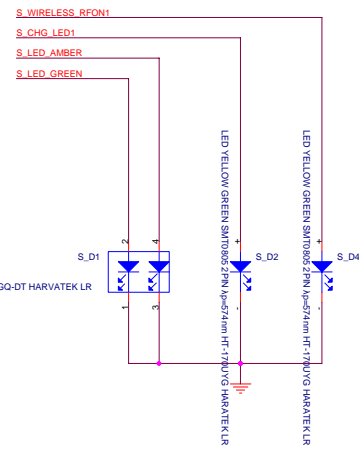 S_WIRELESS_RFON1
S_CHG_LED1
S_LED_AMBER
S_LED_GREEN
2
4
+
+
S_D1
S_D2
S_D4
GQ-DT HARVATEK LR
1
3
-
-
LED YELLOW GREEN SMT0805 2PIN λp=574nm HT-170UYG HARATEK LR
LED YELLOW GREEN SMT0805 2PIN λp=574nm HT-170UYG HARATEK LR